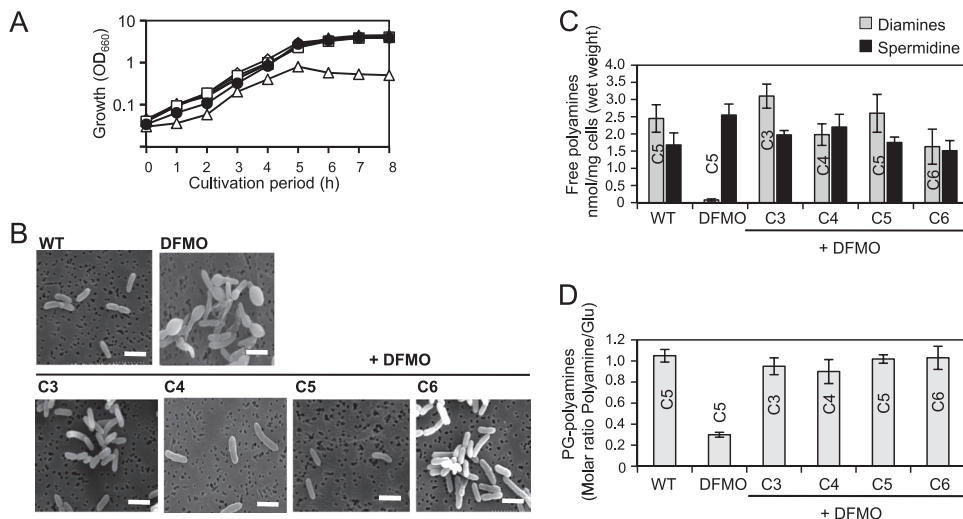 A
Growth (OD660)
10
1
0.1
0 1 2 3 4 5 6 7 8
Cultivation period (h)
B
WT DFMO
+ DFMO
C3 C4 C5 C6
C
Diamines
Spermidine
Free polyamines
nmol/mg cells (wet weight)
4.0
3.5
3.0
2.5
2.0
1.5
1.0
0.5
0
C5 C5 C3 C4 C5 C6
WT DFMO C3 C4 C5 C6
+ DFMO
D
PG-polyamines
(Molar ratio Polyamine/Glu)
1.2
1.0
0.8
0.6
0.4
0.2
0
C5 C5 C3 C4 C5 C6
WT DFMO C3 C4 C5 C6
+ DFMO